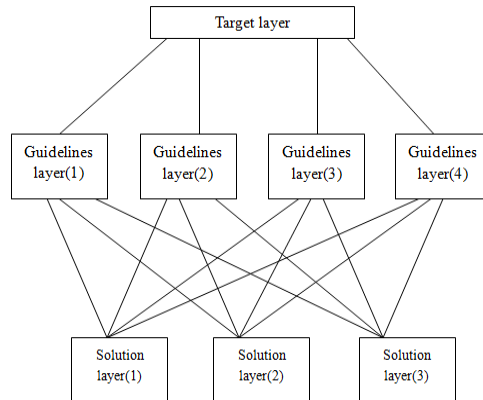 Target layer
Guidelines
layer(1)
Guidelines
layer(2)
Guidelines
layer(3)
Guidelines
layer(4)
Solution
layer(1)
Solution
layer(2)
Solution
layer(3)